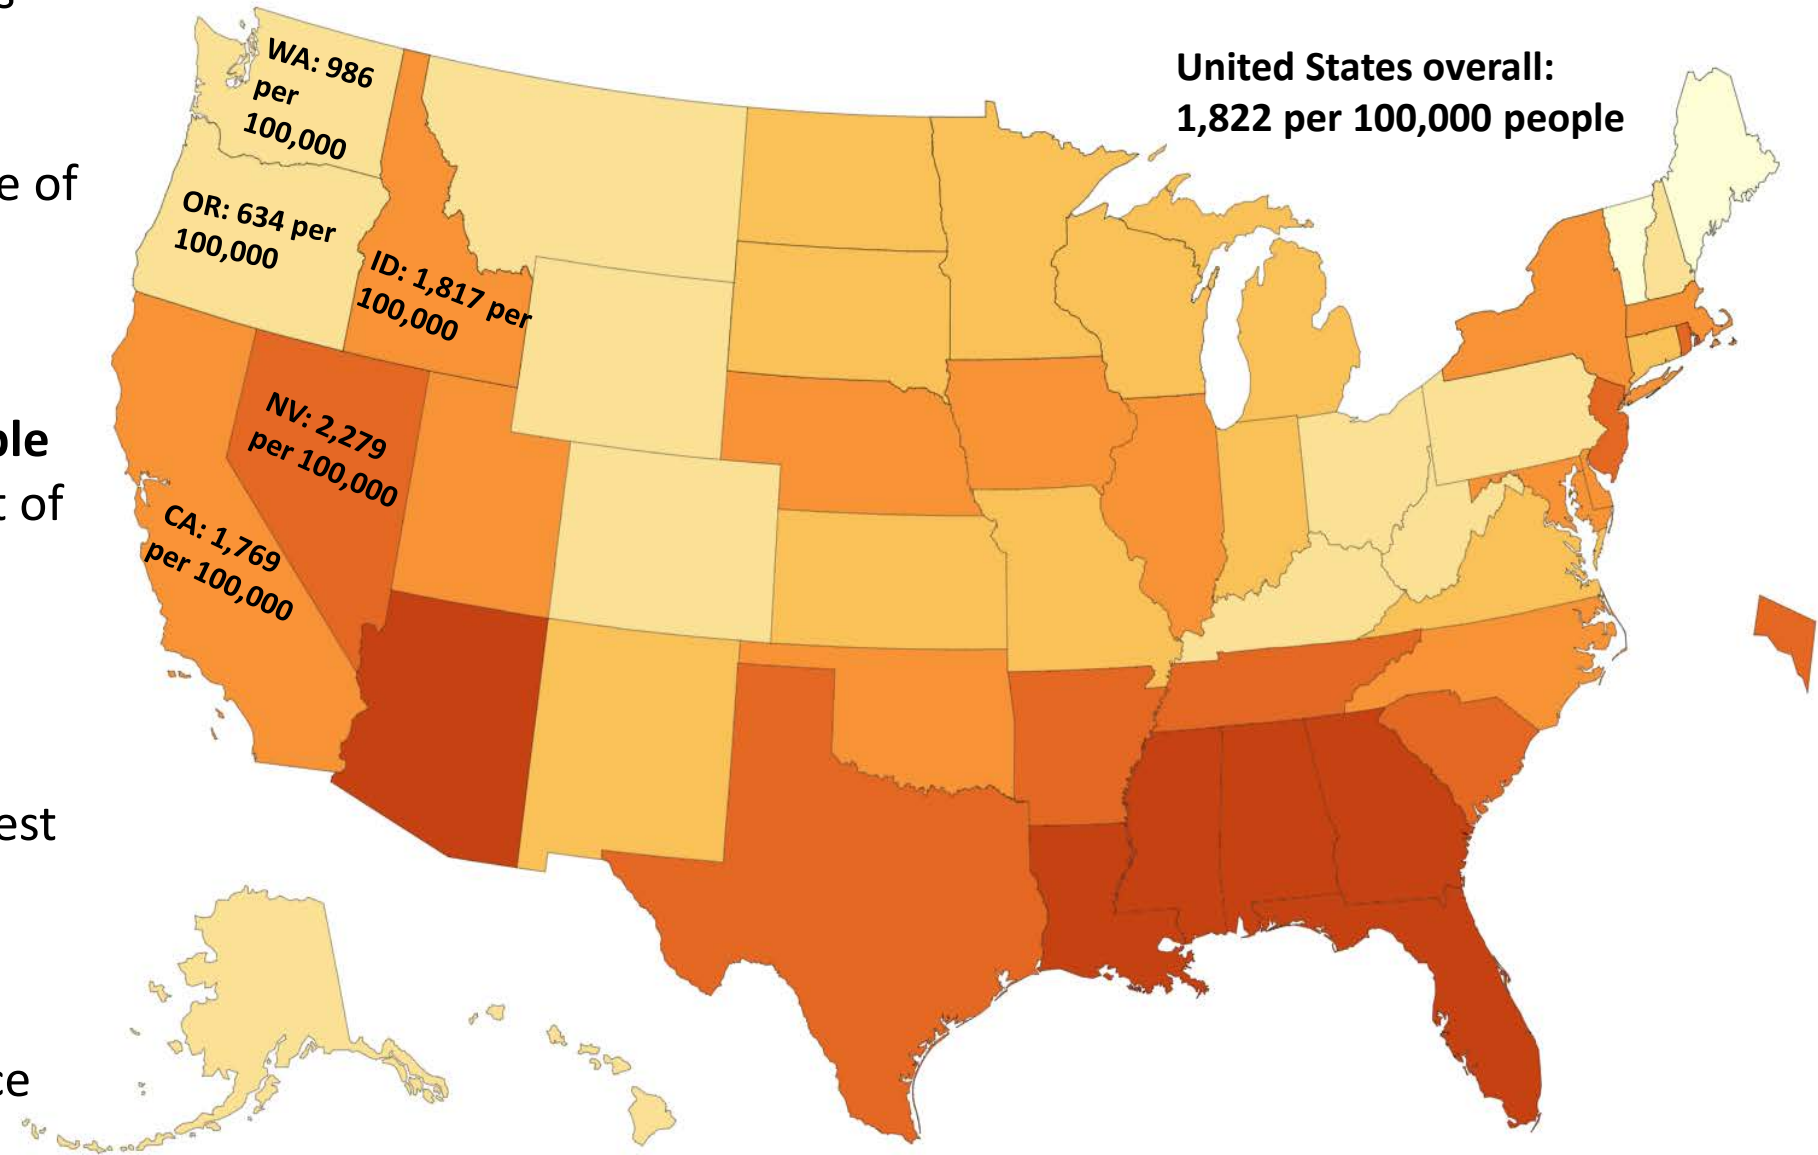 e of
ple
t of
est
ce
United States overall:
1,822 per 100,000 people
WA: 986
per
100,000
OR: 634 per
100,000
ID: 1,817 per
100,000
NV: 2,279
per 100,000
CA: 1,769
per 100,000